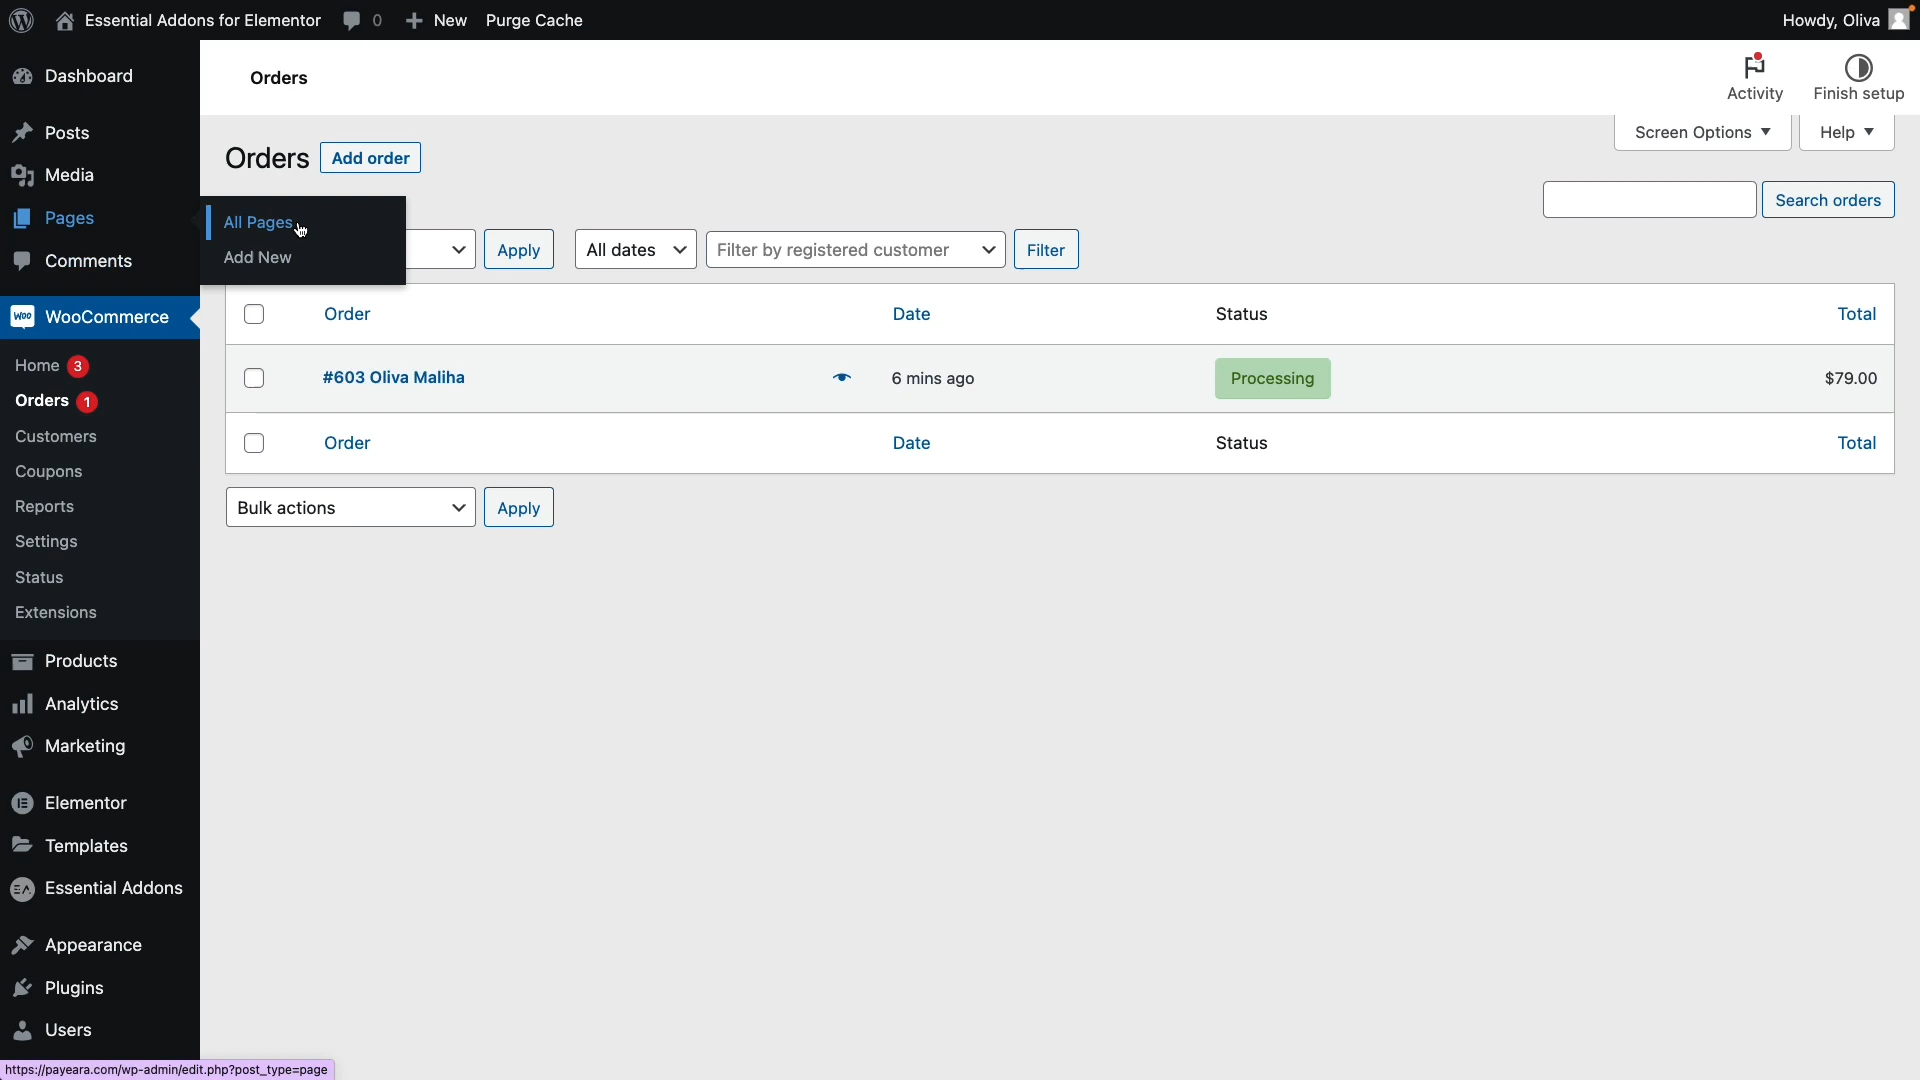 Essential Addons for Elementor 0 New Purge Cache Howdy, Oliva
Dashboard
Posts
Media
Pages
All Pages
Add New
Comments
WooCommerce
Home 3
Orders 1
Customers
Coupons
Reports
Settings
Status
Extensions
Products
Analytics
Marketing
Elementor
Templates
Essential Addons
Appearance
Plugins
Users
Orders
Activity
Finish setup
Screen Options ▼ Help ▼
Orders Add order
Search orders
Apply All dates Filter by registered customer Filter
Order Date Status Total
#603 Oliva Maliha 6 mins ago Processing $79.00
Order Date Status Total
Bulk actions Apply
https://payeara.com/wp-admin/edit.php?post_type=page